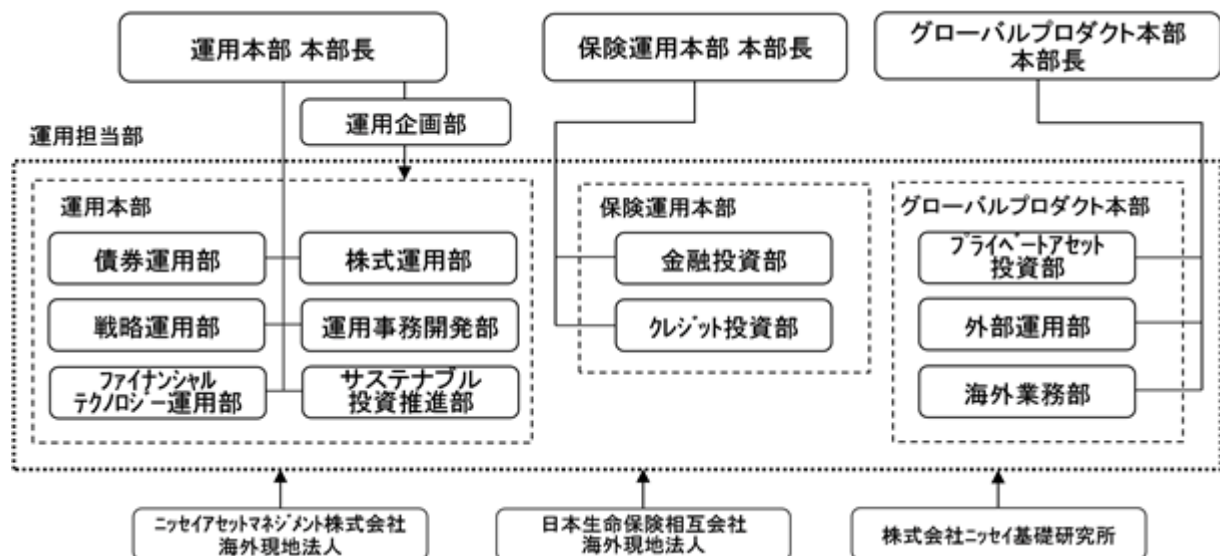 運用本部 本部長
保険運用本部 本部長
グローバルプロダクト本部
本部長
運用企画部
運用担当部
運用本部
債券運用部
株式運用部
戦略運用部
運用事務開発部
ファイナンシャル
テクノロジー運用部
サステナブル
投資推進部
保険運用本部
金融投資部
クレジット投資部
グローバルプロダクト本部
プライベートアセット
投資部
外部運用部
海外業務部
ニッセイアセットマネジメント株式会社
海外現地法人
日本生命保険相互会社
海外現地法人
株式会社ニッセイ基礎研究所